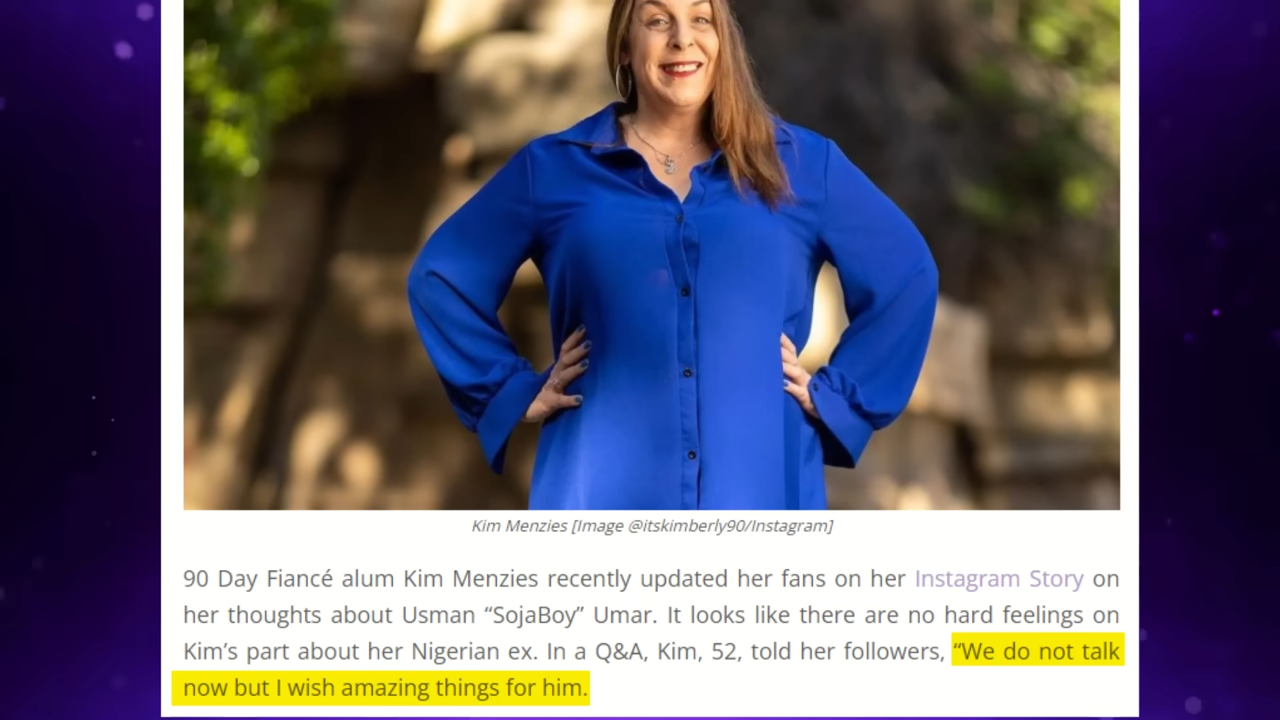 Kim Menzies [Image @itskimberly90/Instagram]
90 Day Fiancé alum Kim Menzies recently updated her fans on her Instagram Story on
her thoughts about Usman “SojaBoy” Umar. It looks like there are no hard feelings on
Kim’s part about her Nigerian ex. In a Q&A, Kim, 52, told her followers, “We do not talk
now but I wish amazing things for him.